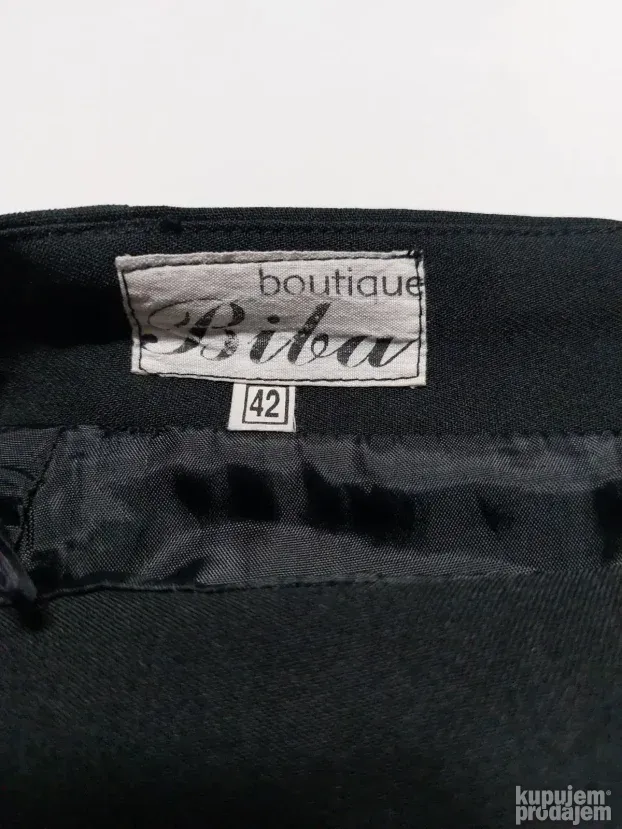 boutique
Biba
42
kupujem
prodajem